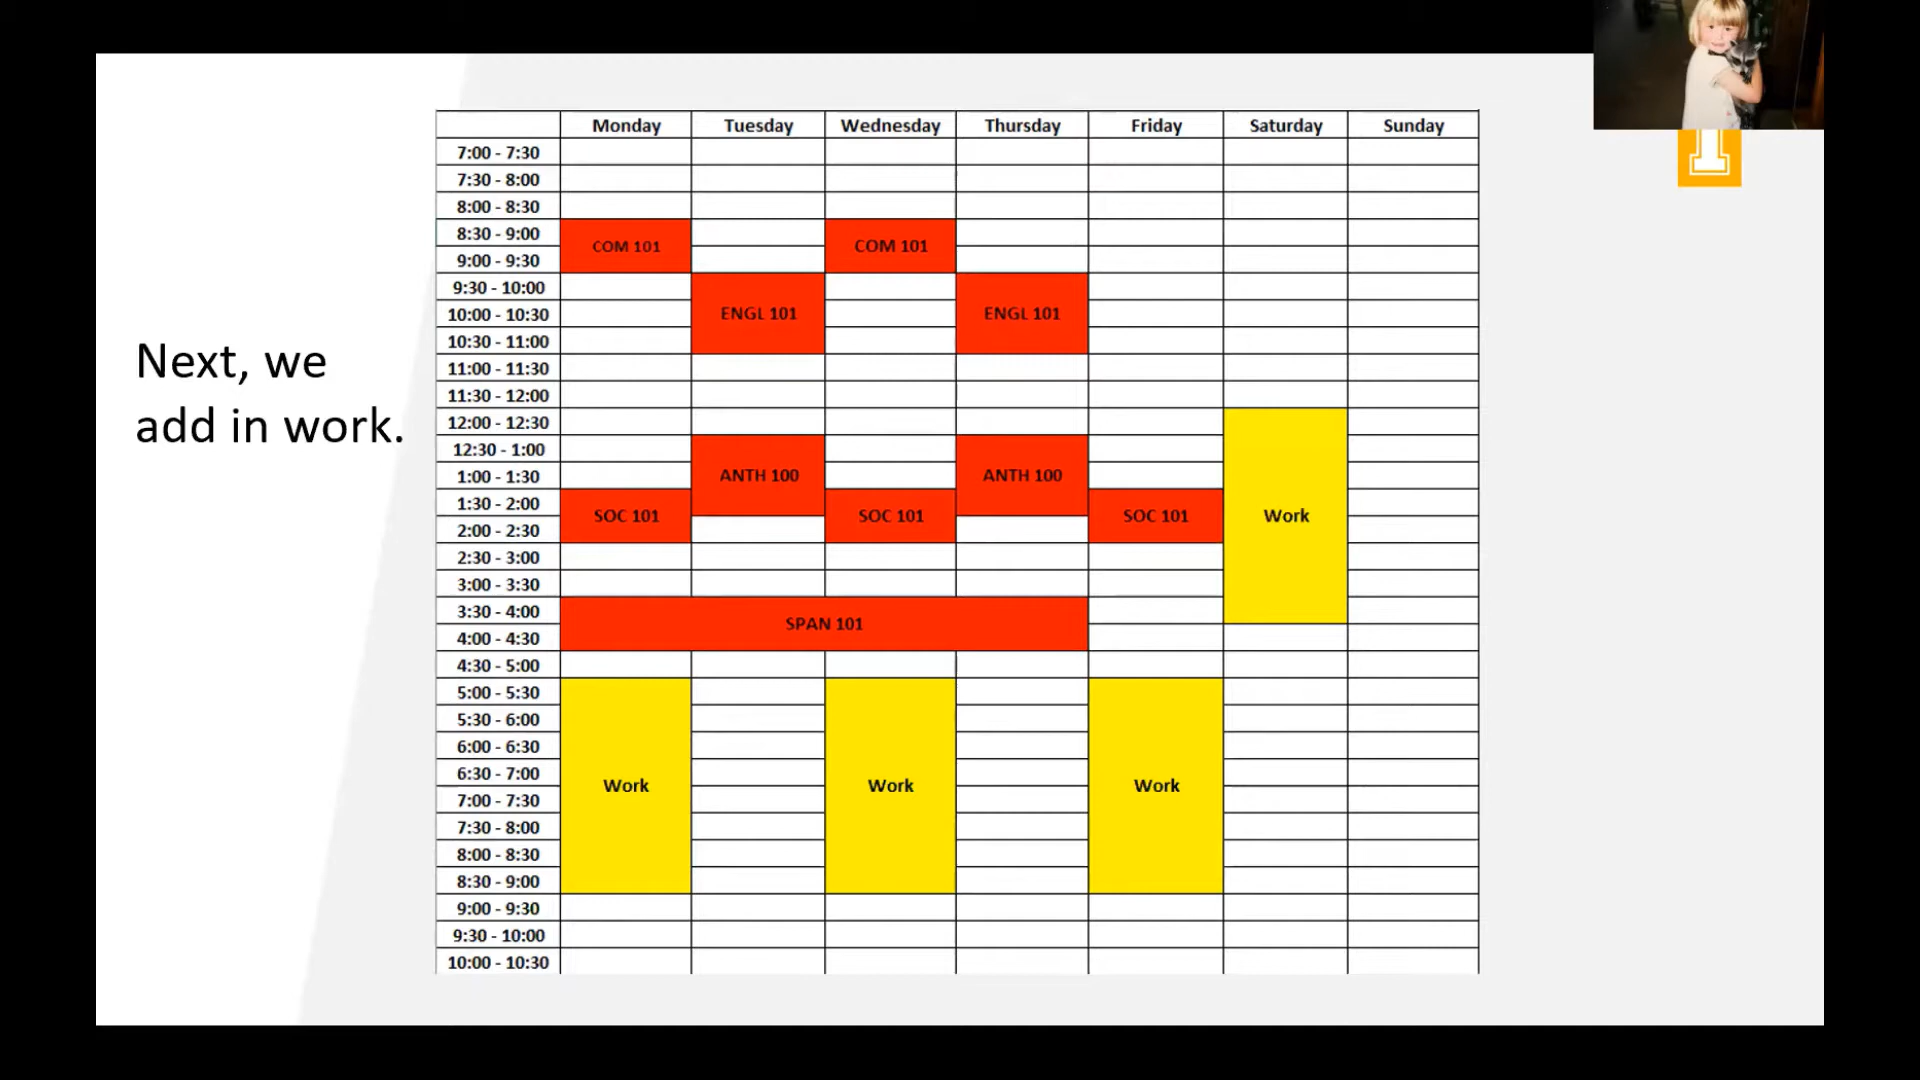 Next, we
add in work.
Monday Tuesday Wednesday Thursday Friday Saturday Sunday
7:00 - 7:30
7:30 - 8:00
8:00 - 8:30
8:30 - 9:00
COM 101 COM 101
9:00 - 9:30
9:30 - 10:00
10:00 - 10:30 ENGL 101 ENGL 101
10:30 - 11:00
11:00 - 11:30
11:30 - 12:00
12:00 - 12:30
12:30 - 1:00
1:00 - 1:30 ANTH 100 ANTH 100
1:30 - 2:00
SOC 101 SOC 101 SOC 101 Work
2:00 - 2:30
2:30 - 3:00
3:00 - 3:30
3:30 - 4:00
SPAN 101
4:00 - 4:30
4:30 - 5:00
5:00 - 5:30
5:30 - 6:00
6:00 - 6:30
6:30 - 7:00
Work Work Work
7:00 - 7:30
7:30 - 8:00
8:00 - 8:30
8:30 - 9:00
9:00 - 9:30
9:30 - 10:00
10:00 - 10:30
I